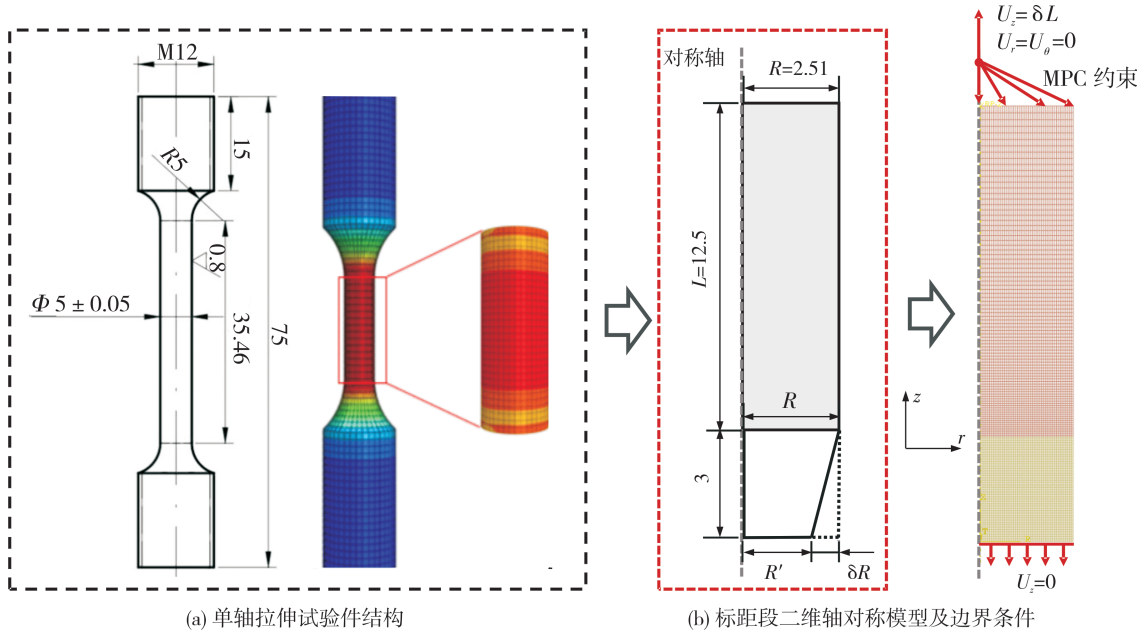 M12
15
R5
0.8
Φ 5 ± 0.05
35.46
75
(a) 单轴拉伸试验件结构
对称轴
R=2.51
L=12.5
R
3
R′
δR
z
r
U_z=δL
U_r=U_θ=0
MPC 约束
U_z=0
(b) 标距段二维轴对称模型及边界条件